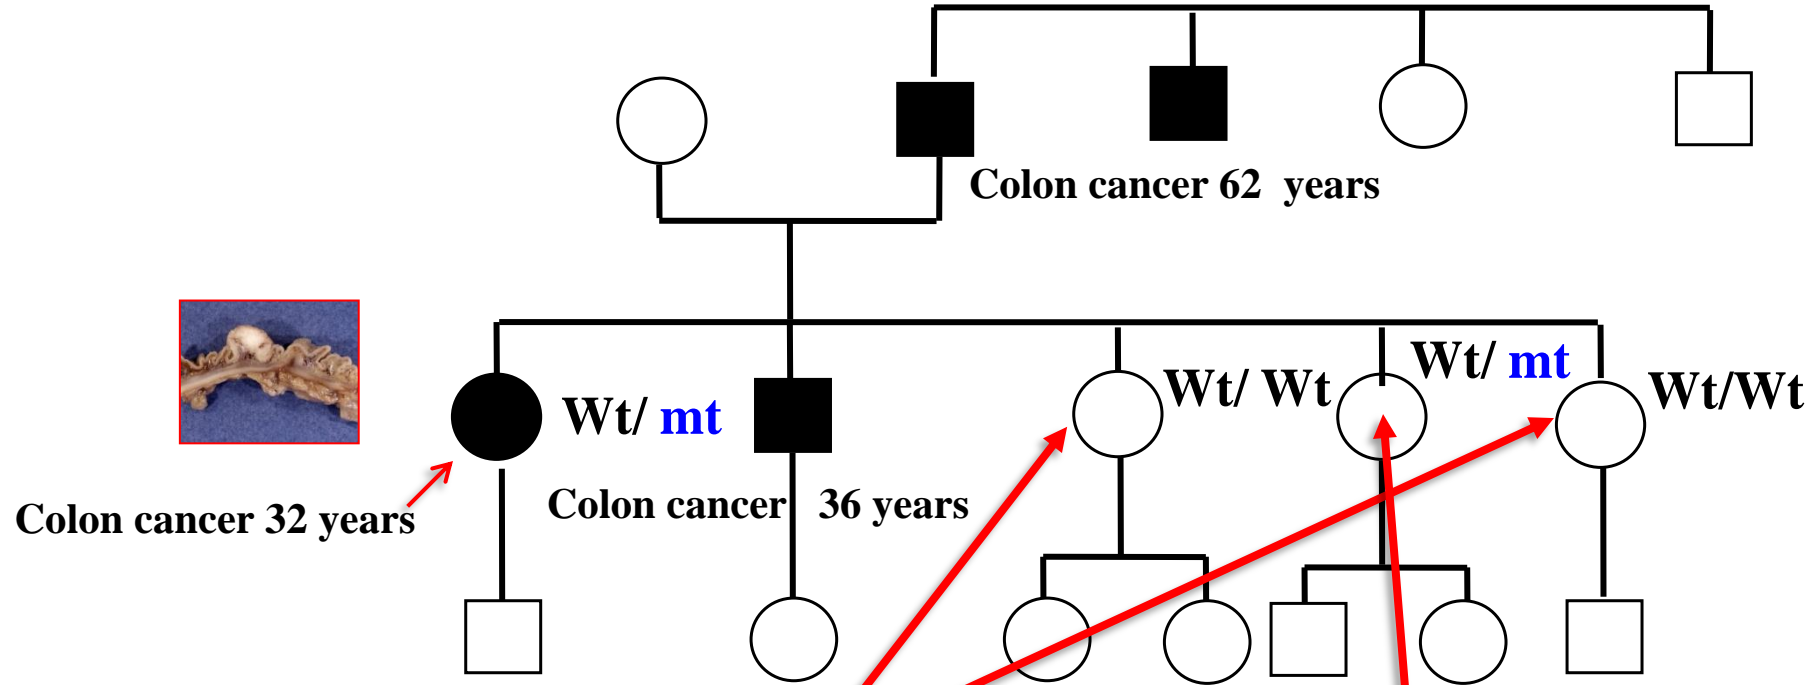 Colon cancer 62  years
Wt/ mt
Wt/ Wt
Wt/ mt
Wt/Wt
Colon cancer 32 years
Colon cancer  36 years